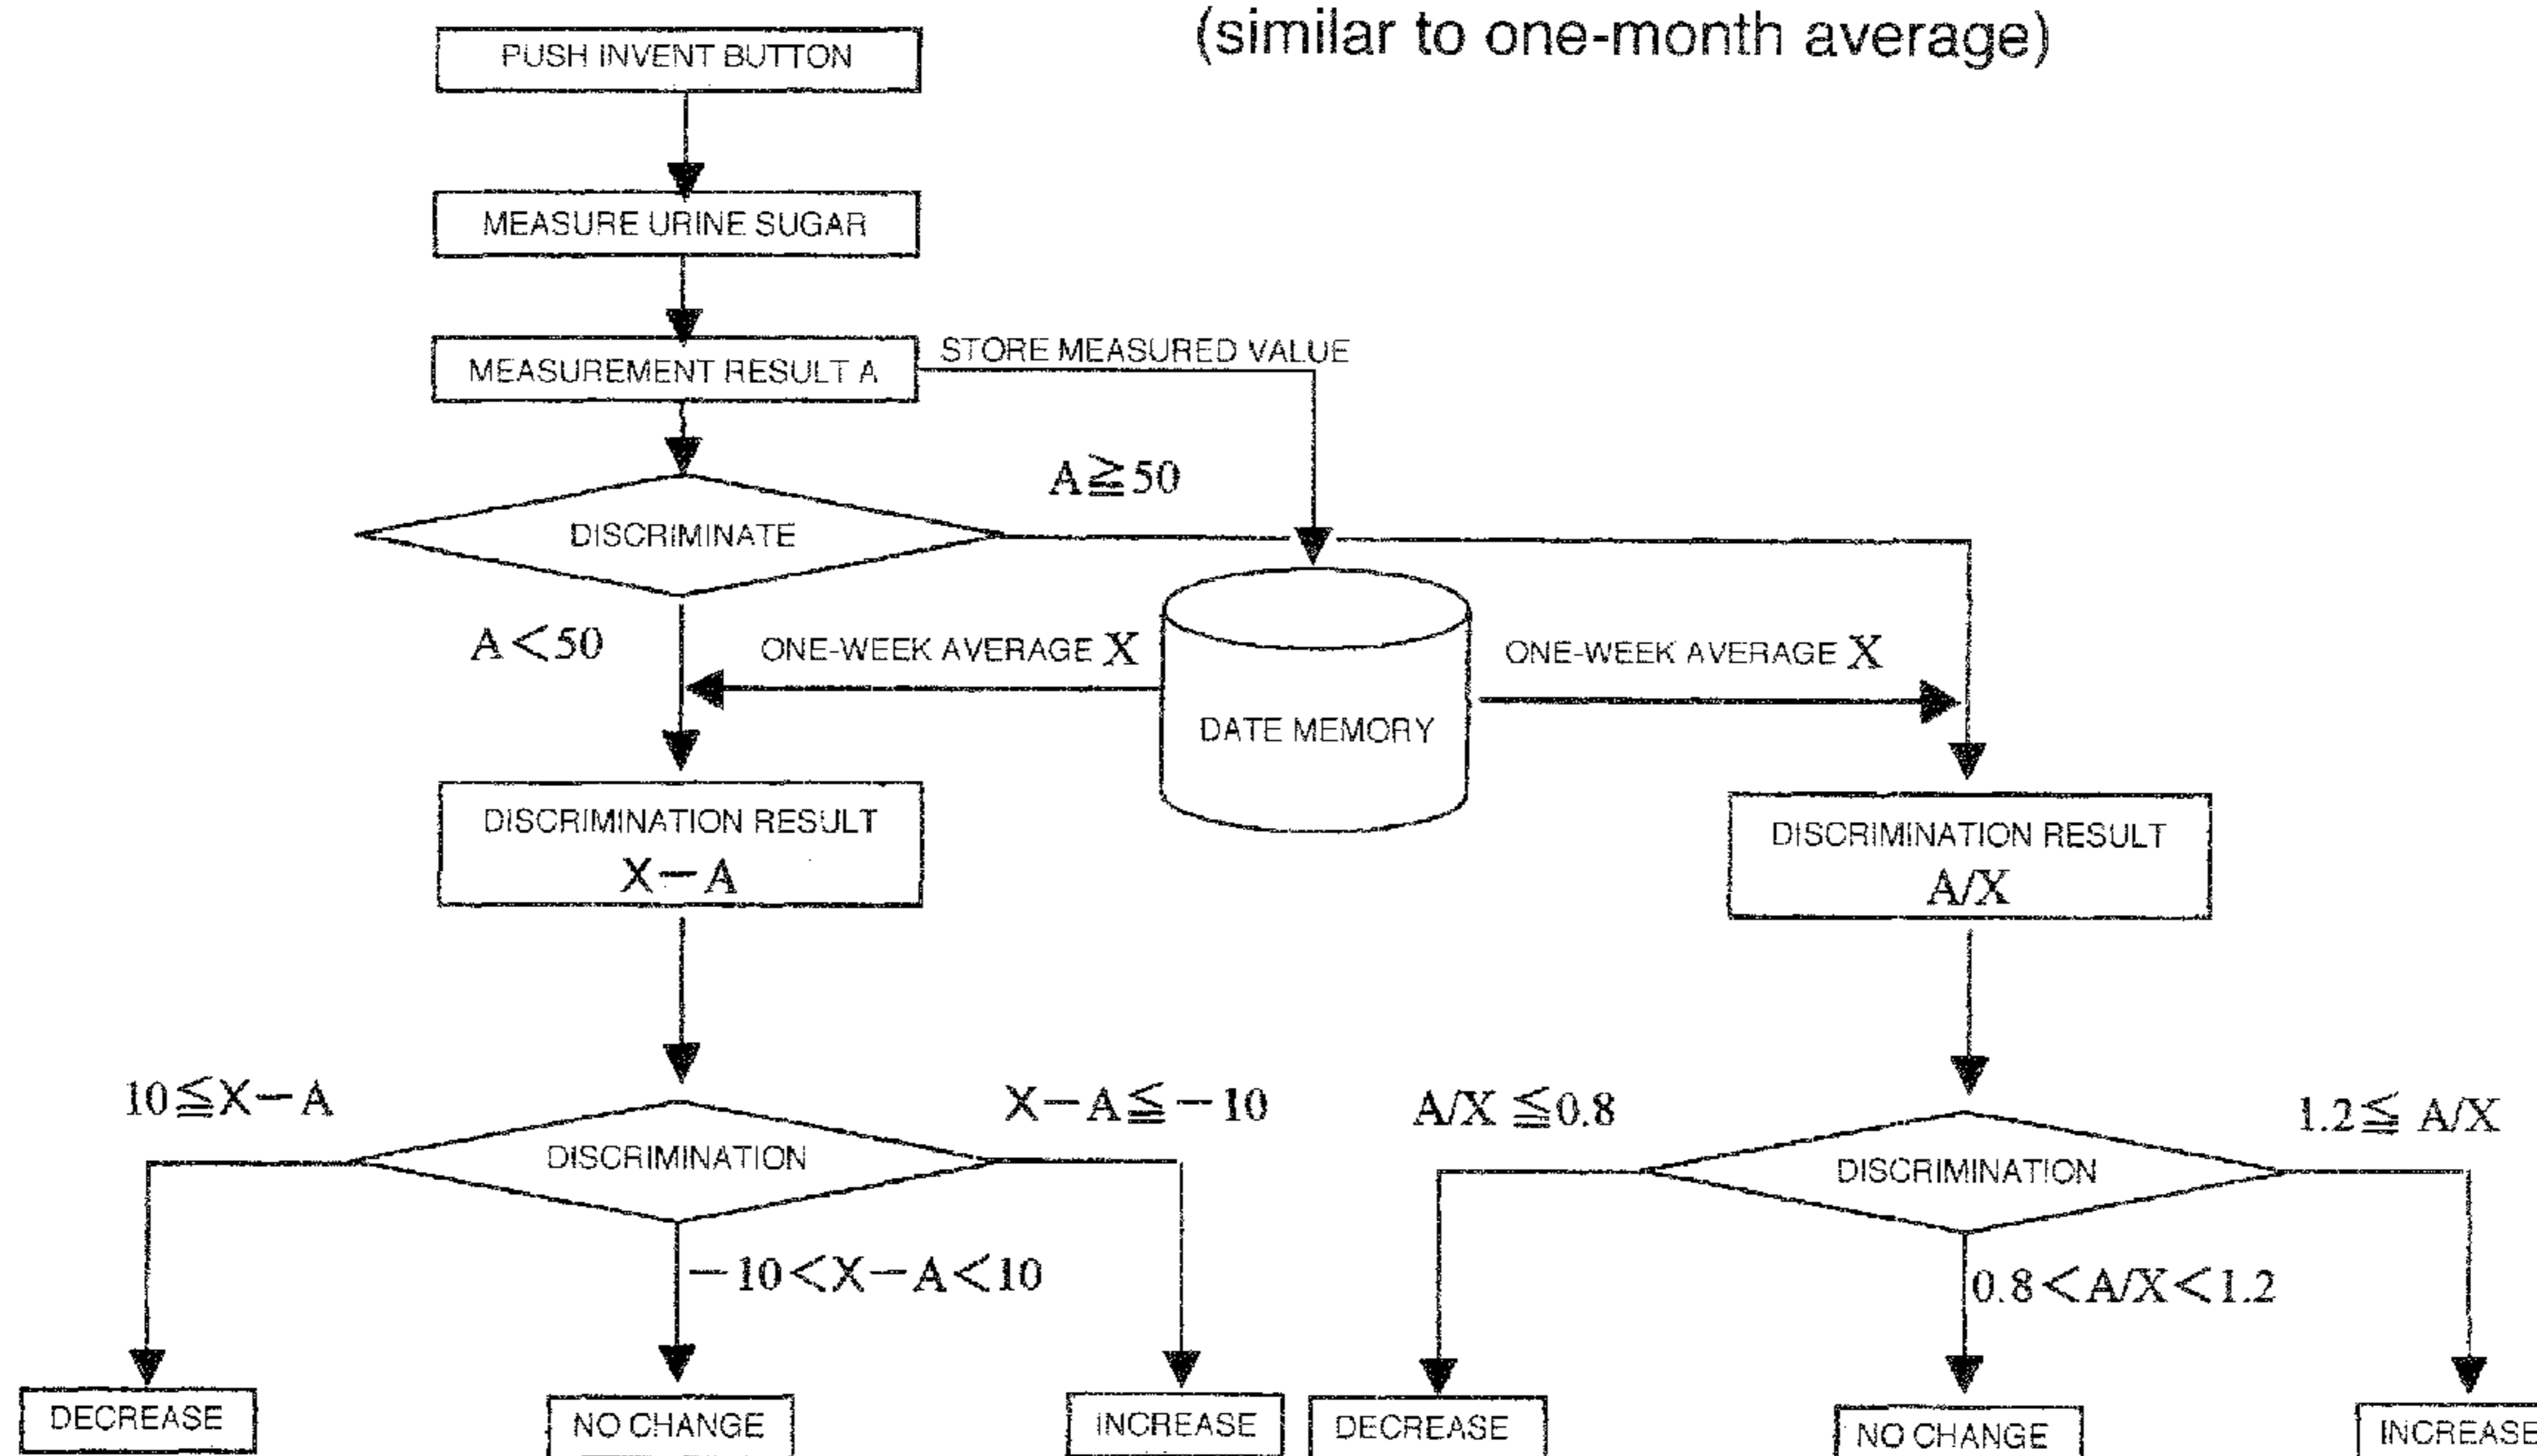 (similar to one-month average)
PUSH INVENT BUTTON
MEASURE URINE SUGAR
MEASUREMENT RESULT A
STORE MEASURED VALUE
A≧50
DISCRIMINATE
A<50
ONE-WEEK AVERAGE X
ONE-WEEK AVERAGE X
DATE MEMORY
DISCRIMINATION RESULT
X−A
DISCRIMINATION RESULT
A/X
10≦X−A
X−A≦−10
DISCRIMINATION
−10<X−A<10
A/X ≦0.8
1.2≦ A/X
DISCRIMINATION
0.8<A/X<1.2
DECREASE
NO CHANGE
INCREASE
DECREASE
NO CHANGE
INCREASE